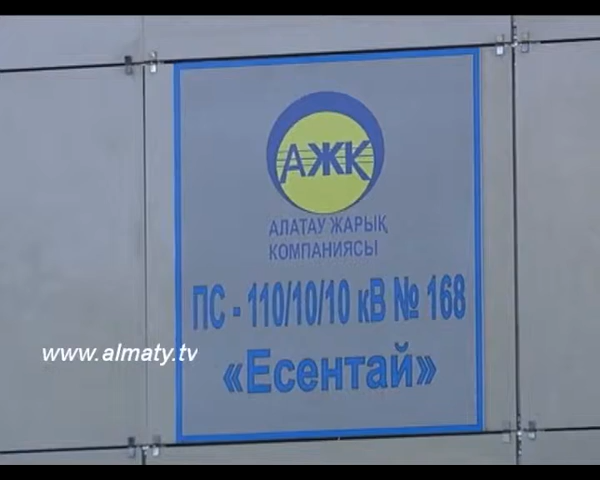 АЖК
АЛАТАУ ЖАРЫҚ
КОМПАНИЯСЫ
ПС - 110/10/10 кВ № 168
www.almaty.tv
«Есентай»